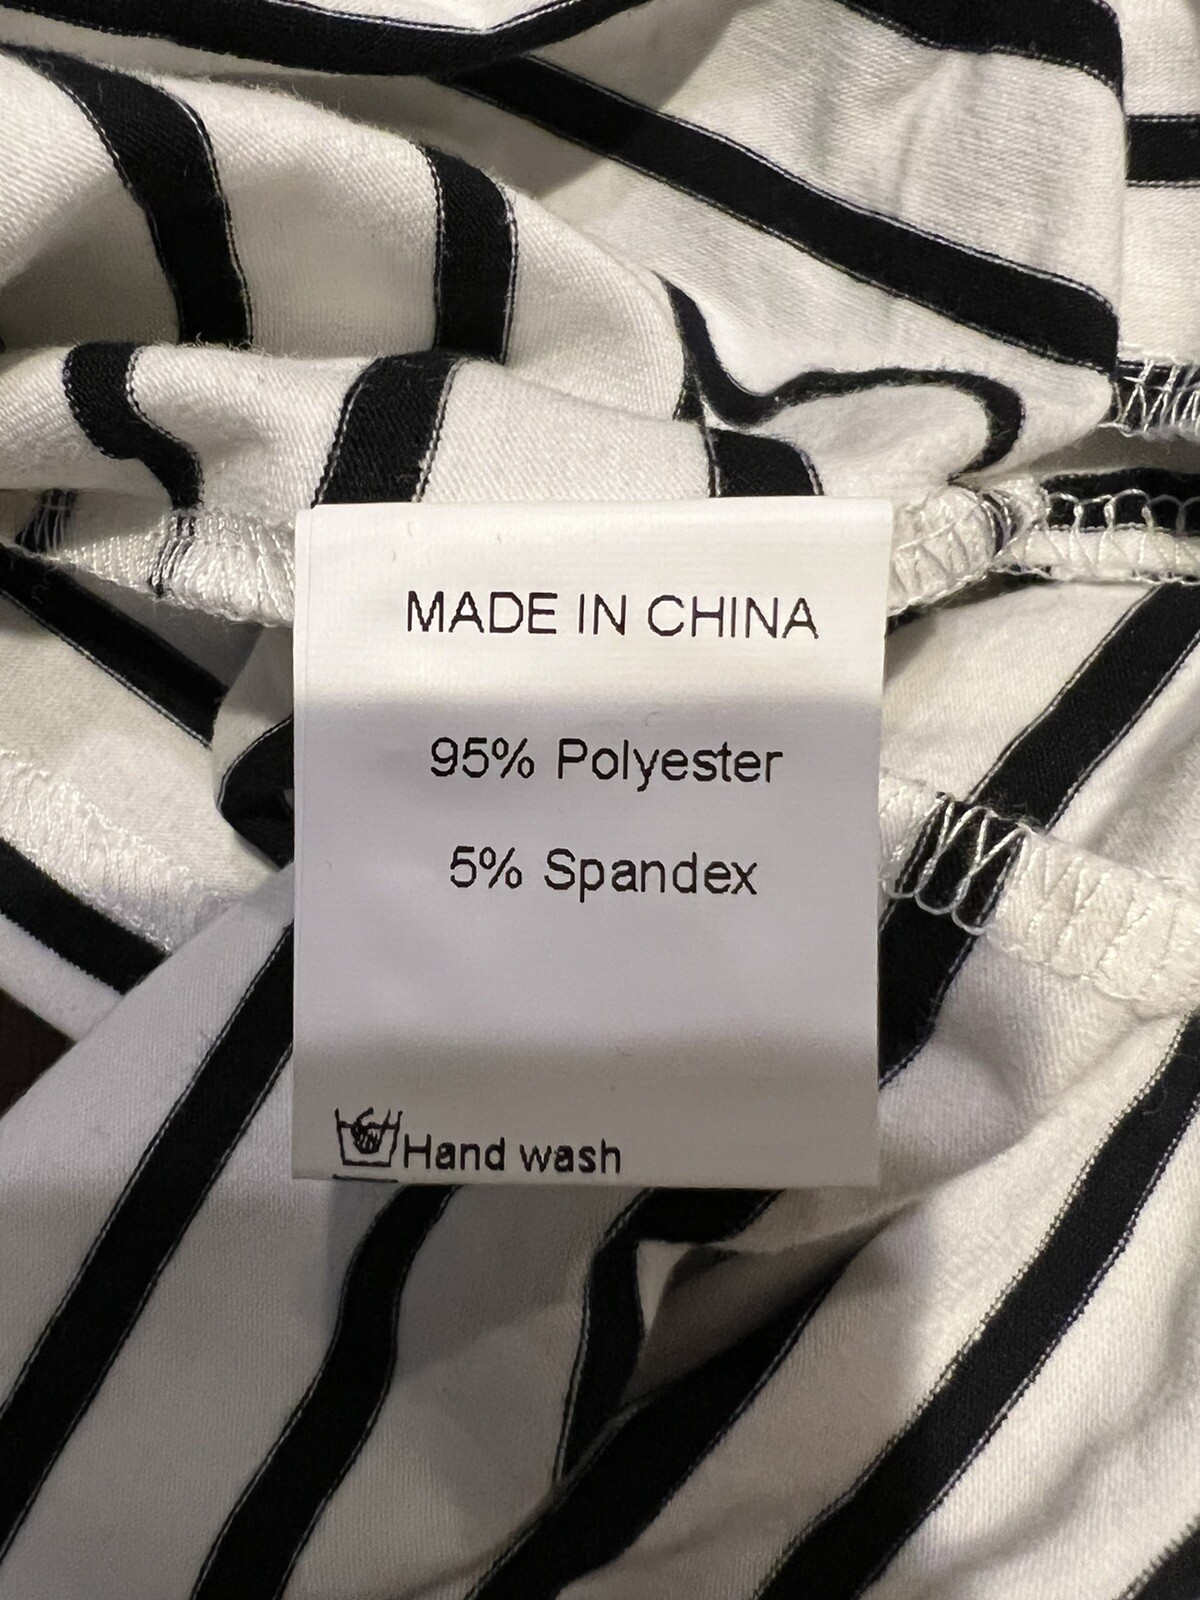 MADE IN CHINA
95% Polyester
5% Spandex
Hand wash